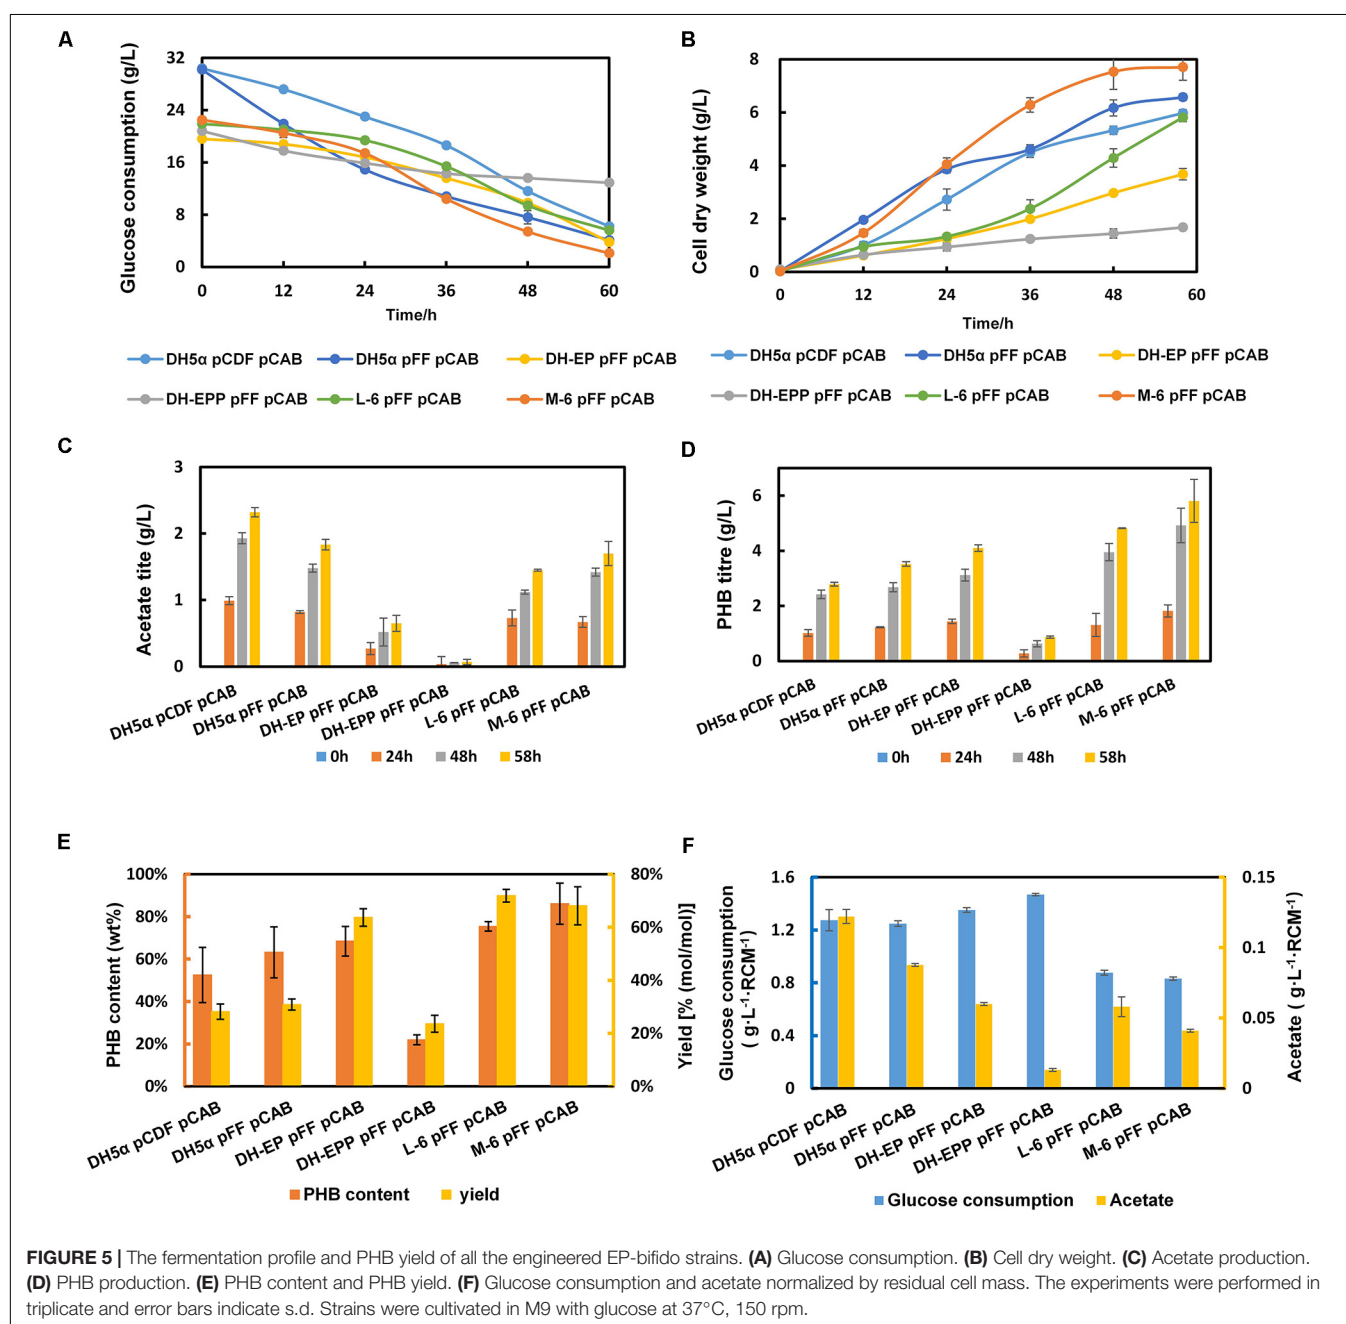 A
Glucose consumption (g/L)
32
24
16
8
0
0 12 24 36 48 60
Time/h
DH5α pCDF pCAB DH5α pFF pCAB DH-EP pFF pCAB
DH-EPP pFF pCAB L-6 pFF pCAB M-6 pFF pCAB
B
Cell dry weight (g/L)
8
6
4
2
0
0 12 24 36 48 60
Time/h
DH5α pCDF pCAB DH5α pFF pCAB DH-EP pFF pCAB
DH-EPP pFF pCAB L-6 pFF pCAB M-6 pFF pCAB
C
Acetate titre (g/L)
3
2
1
0
DH5α pCDF pCAB
DH5α pFF pCAB
DH-EP pFF pCAB
DH-EPP pFF pCAB
L-6 pFF pCAB
M-6 pFF pCAB
0h 24h 48h 58h
D
PHB titre (g/L)
6
4
2
0
DH5α pCDF pCAB
DH5α pFF pCAB
DH-EP pFF pCAB
DH-EPP pFF pCAB
L-6 pFF pCAB
M-6 pFF pCAB
0h 24h 48h 58h
E
PHB content (wt%)
100%
80%
60%
40%
20%
0%
80%
60%
40%
20%
0%
Yield [% (mol/mol)]
DH5α pCDF pCAB
DH5α pFF pCAB
DH-EP pFF pCAB
DH-EPP pFF pCAB
L-6 pFF pCAB
M-6 pFF pCAB
PHB content yield
F
Glucose consumption
( g·L⁻¹·RCM⁻¹)
1.6
1.2
0.8
0.4
0
0.15
0.1
0.05
0
Acetate ( g·L⁻¹·RCM⁻¹)
DH5α pCDF pCAB
DH5α pFF pCAB
DH-EP pFF pCAB
DH-EPP pFF pCAB
L-6 pFF pCAB
M-6 pFF pCAB
Glucose consumption Acetate
FIGURE 5 | The fermentation profile and PHB yield of all the engineered EP-bifido strains. (A) Glucose consumption. (B) Cell dry weight. (C) Acetate production.
(D) PHB production. (E) PHB content and PHB yield. (F) Glucose consumption and acetate normalized by residual cell mass. The experiments were performed in
triplicate and error bars indicate s.d. Strains were cultivated in M9 with glucose at 37°C, 150 rpm.